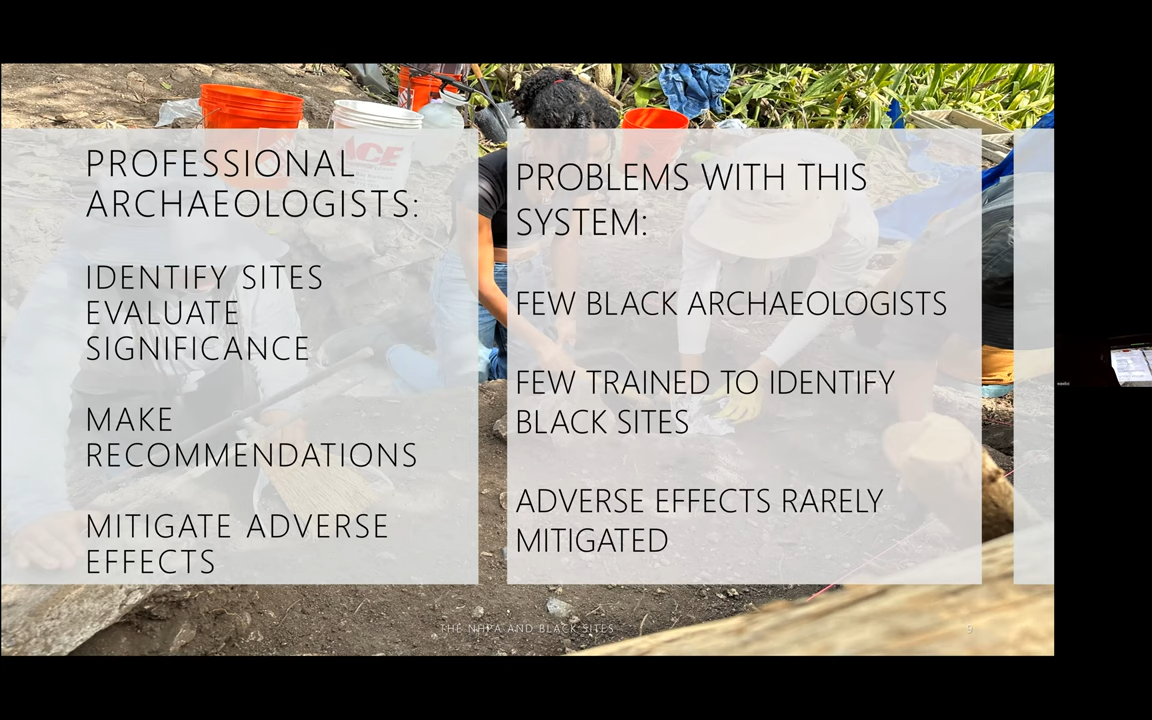 PROFESSIONAL
ARCHAEOLOGISTS:
IDENTIFY SITES
EVALUATE
SIGNIFICANCE
MAKE
RECOMMENDATIONS
MITIGATE ADVERSE
EFFECTS
ACE
PROBLEMS WITH THIS
SYSTEM:
FEW BLACK ARCHAEOLOGISTS
FEW TRAINED TO IDENTIFY
BLACK SITES
ADVERSE EFFECTS RARELY
MITIGATED
THE NHPA AND BLACK SITES
9